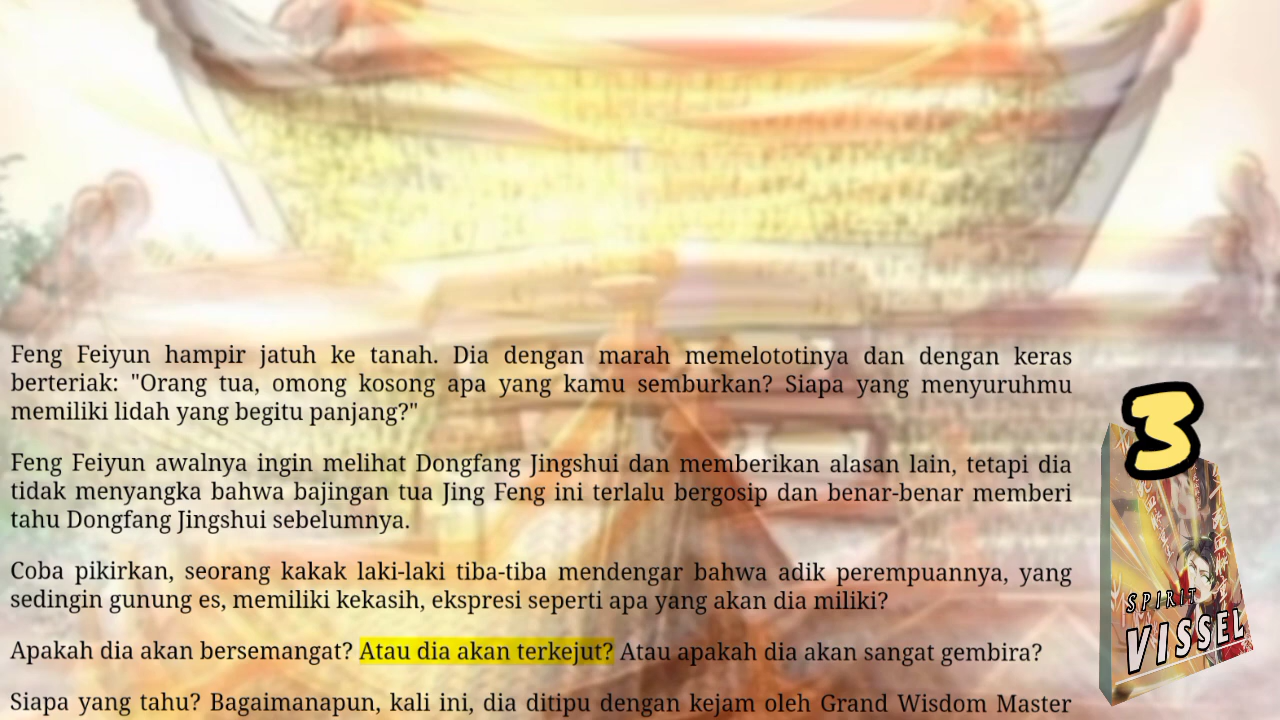 Feng Feiyun hampir jatuh ke tanah. Dia dengan marah memelototinya dan dengan keras
berteriak: "Orang tua, omong kosong apa yang kamu semburkan? Siapa yang menyuruhmu
memiliki lidah yang begitu panjang?"
Feng Feiyun awalnya ingin melihat Dongfang Jingshui dan memberikan alasan lain, tetapi dia
tidak menyangka bahwa bajingan tua Jing Feng ini terlalu bergosip dan benar-benar memberi
tahu Dongfang Jingshui sebelumnya.
Coba pikirkan, seorang kakak laki-laki tiba-tiba mendengar bahwa adik perempuannya, yang
sedingin gunung es, memiliki kekasih, ekspresi seperti apa yang akan dia miliki?
Apakah dia akan bersemangat? Atau dia akan terkejut? Atau apakah dia akan sangat gembira?
Siapa yang tahu? Bagaimanapun, kali ini, dia ditipu dengan kejam oleh Grand Wisdom Master
3
SPIRIT
VISSEL